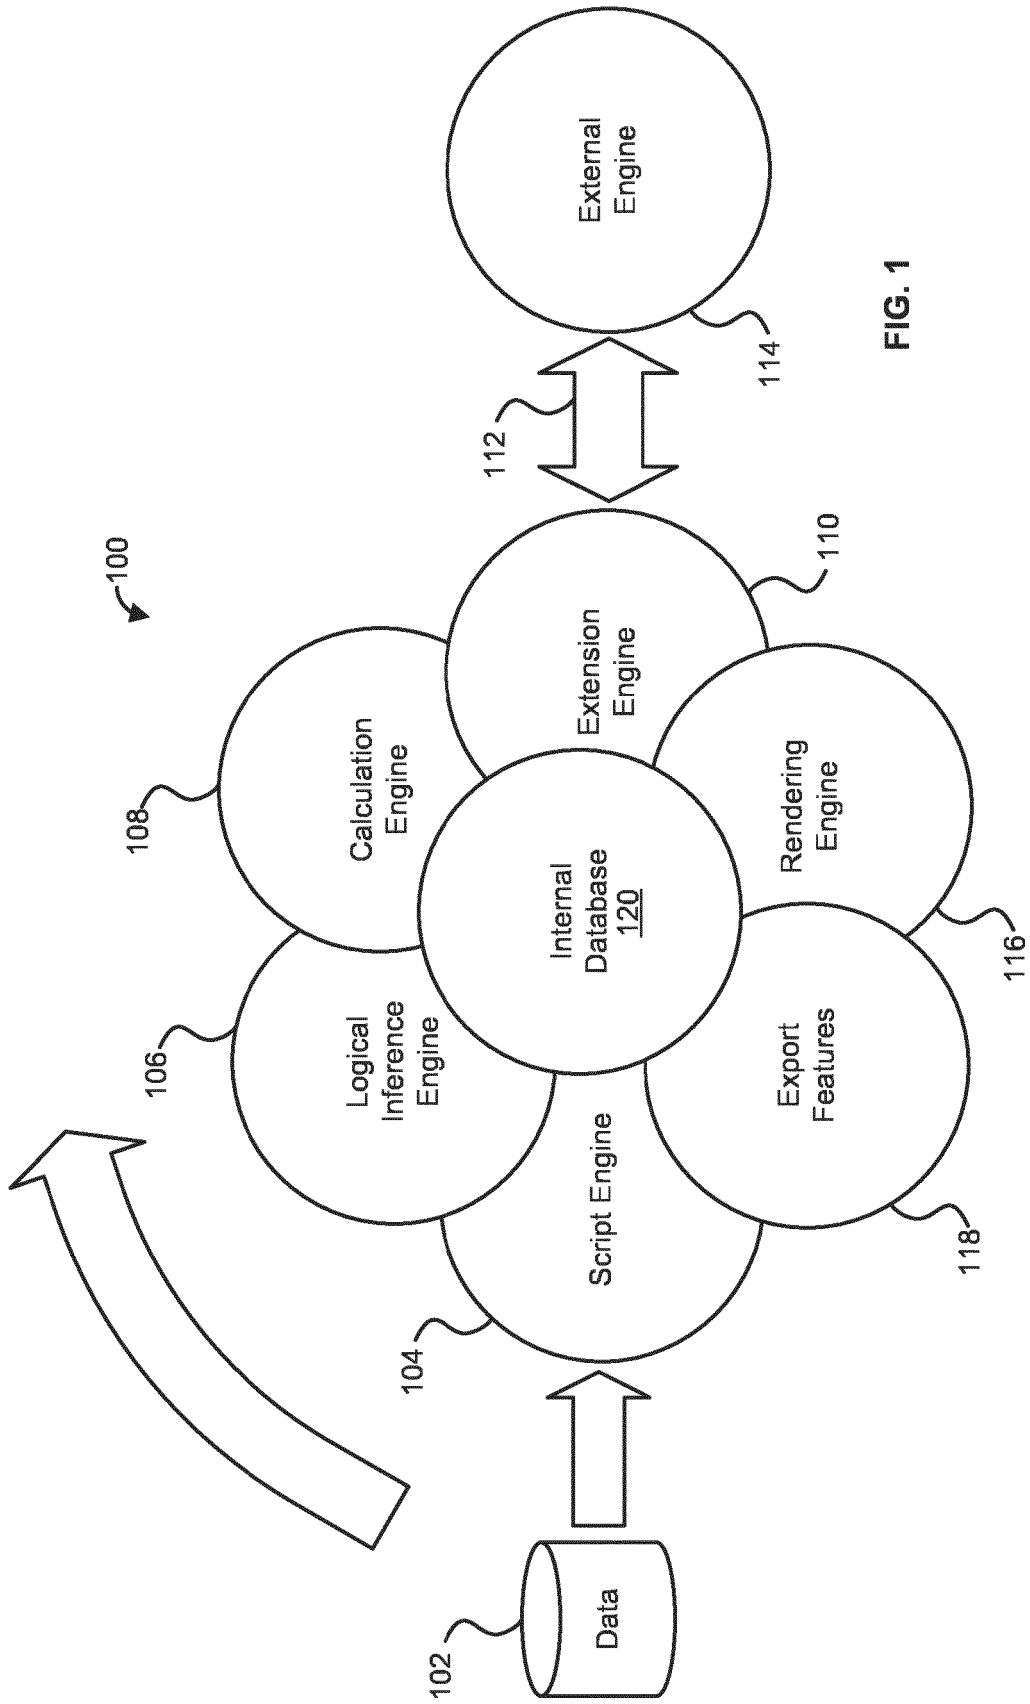 100
108
Calculation
Engine
106
Logical
Inference
Engine
112
External
Engine
Extension
Engine
Internal
Database
120
104
Script Engine
102
Data
114
110
Rendering
Engine
Export
Features
116
118
FIG. 1